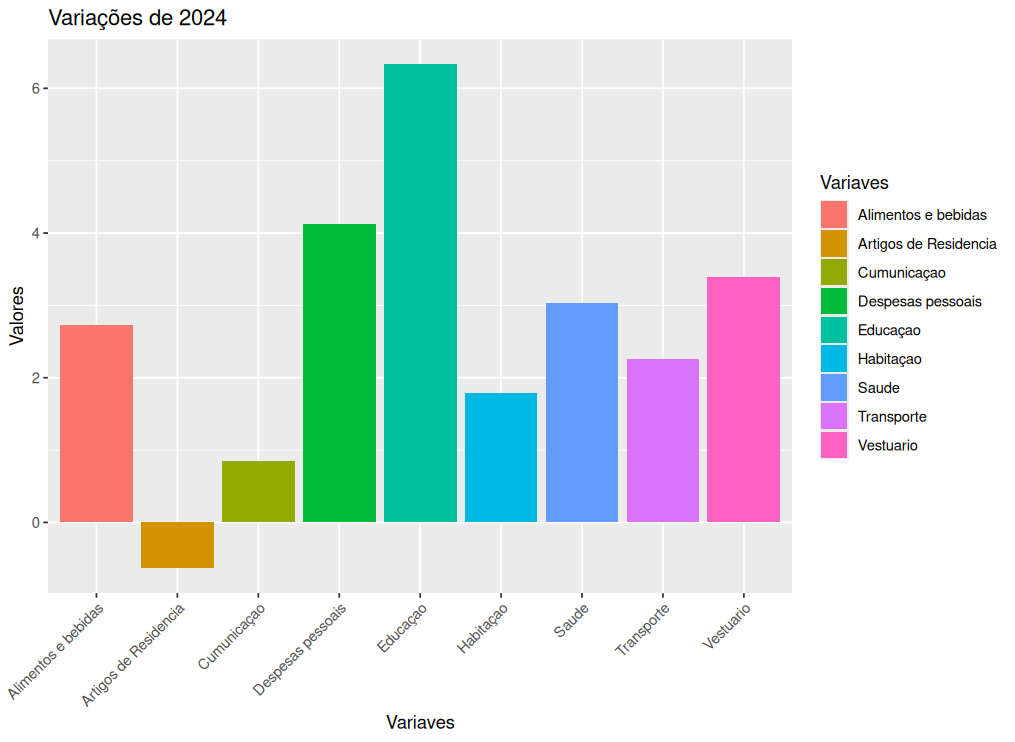 Variações de 2024
Valores
6
4
2
0
Alimentos e bebidas
Artigos de Residencia
Cumunicaçao
Despesas pessoais
Educaçao
Habitaçao
Saude
Transporte
Vestuario
Variaves
Variaves
Alimentos e bebidas
Artigos de Residencia
Cumunicaçao
Despesas pessoais
Educaçao
Habitaçao
Saude
Transporte
Vestuario